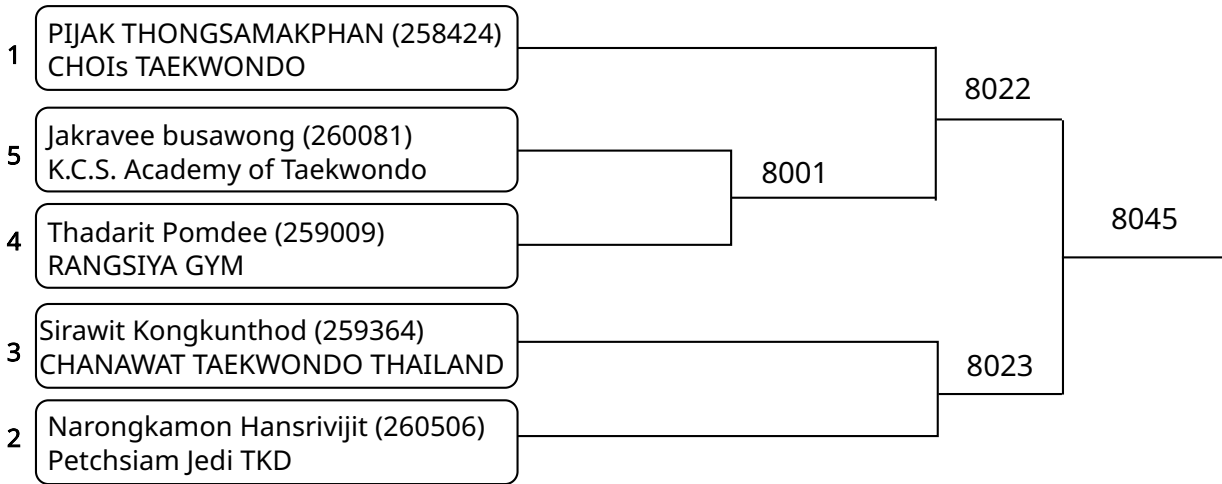 1
PIJAK THONGSAMAKPHAN (258424)
CHOIs TAEKWONDO
8022
5
Jakravee busawong (260081)
K.C.S. Academy of Taekwondo
8001
4
Thadarit Pomdee (259009)
RANGSIYA GYM
8045
3
Sirawit Kongkunthod (259364)
CHANAWAT TAEKWONDO THAILAND
8023
2
Narongkamon Hansrivijit (260506)
Petchsiam Jedi TKD